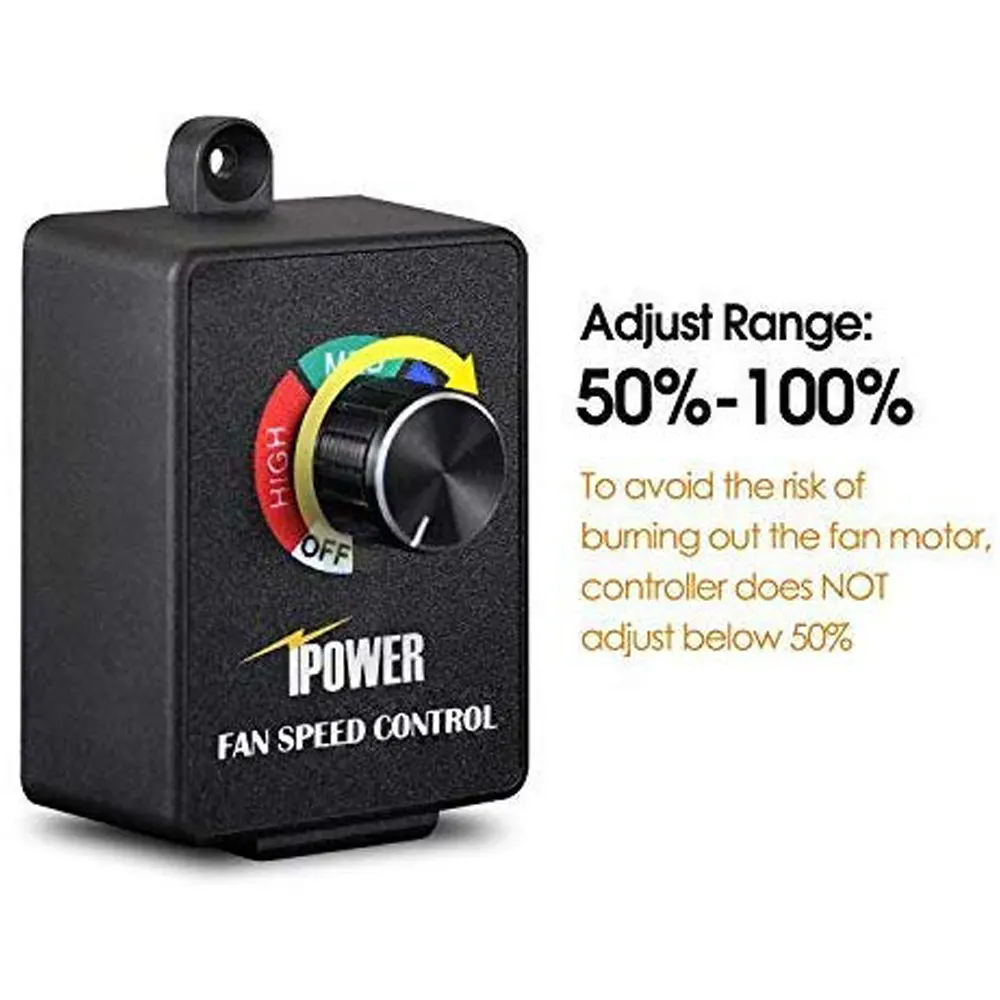 HIGH
OFF
IPOWER
FAN SPEED CONTROL
Adjust Range:
50%-100%
To avoid the risk of
burning out the fan motor,
controller does NOT
adjust below 50%